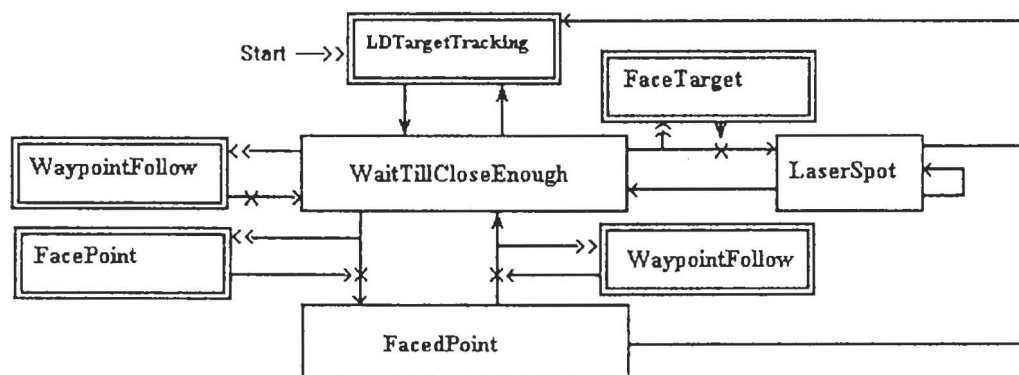 LDTargetTracking
Start
FaceTarget
WaypointFollow
WaitTillCloseEnough
LaserSpot
FacePoint
WaypointFollow
FacedPoint